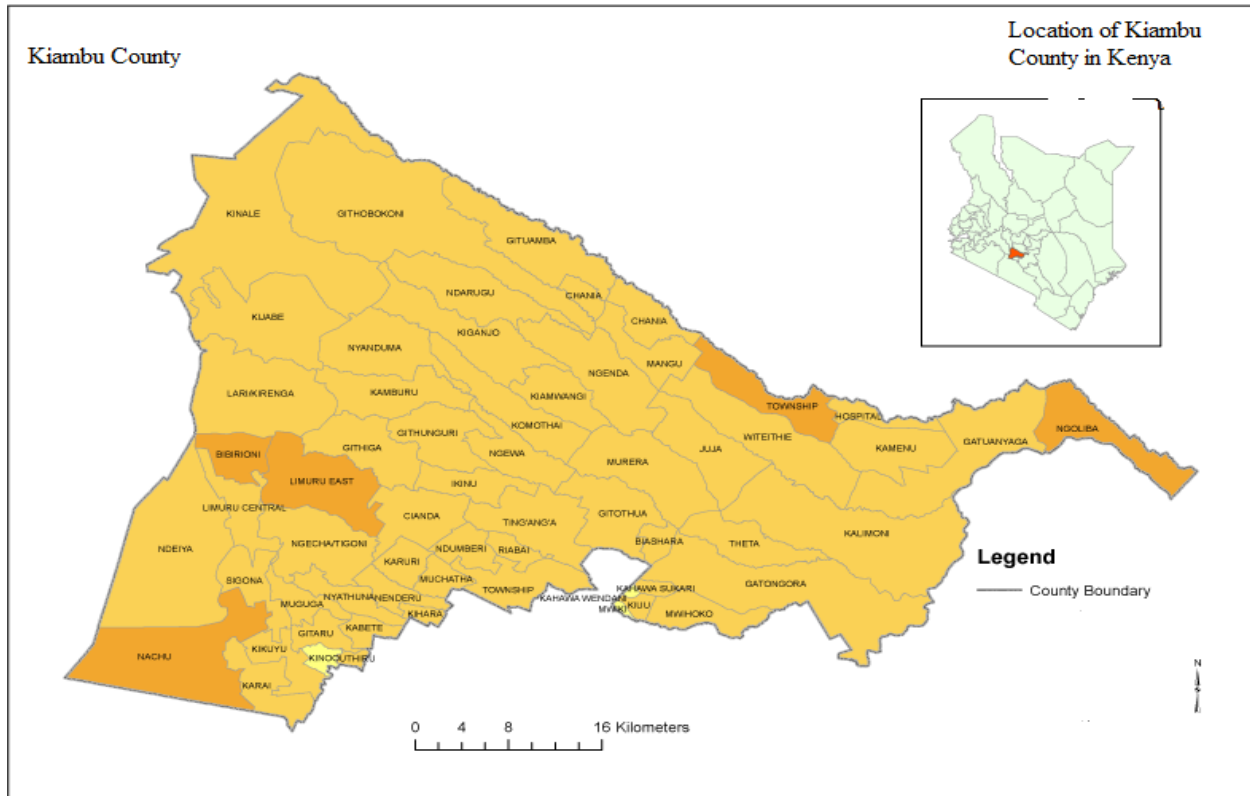 Kiambu County
Location of Kiambu
County in Kenya
KINALE
GITHOBOKONI
GITUAMBA
NDARUGU
CHANIA
CHANIA
KIJABE
KIGANJO
NYANDUMA
MANGU
NGENDA
LARI/KIRENGA
KAMBURU
KIAMWANGI
TOWNSHIP
HOSPITAL
NGOLIBA
KOMOTHAI
GITHUNGURI
WITEITHIE
GATUANYAGA
BIBIRIONI
GITHIGA
NGEWA
JUJA
KAMENU
MURERA
LIMURU EAST
IKINU
LIMURU CENTRAL
CIANDA
TING'ANG'A
GITOTHUA
KALIMONI
NDEIYA
NGECHA/TIGONI
NDUMBERI
RIABAI
BIASHARA
THETA
KARURI
SIGONA
MUCHATHA
TOWNSHIP
KAHAWA SUKARI
GATONGORA
NYATHUNA
NENDERU
KAHAWA WENDANI
MUGUGA
KIHARA
KIUU
MWIHOKO
GITARU
KABETE
NACHU
KIKUYU
KINOO
UTHIRU
KARAI
Legend
County Boundary
N
0 4 8 16 Kilometers